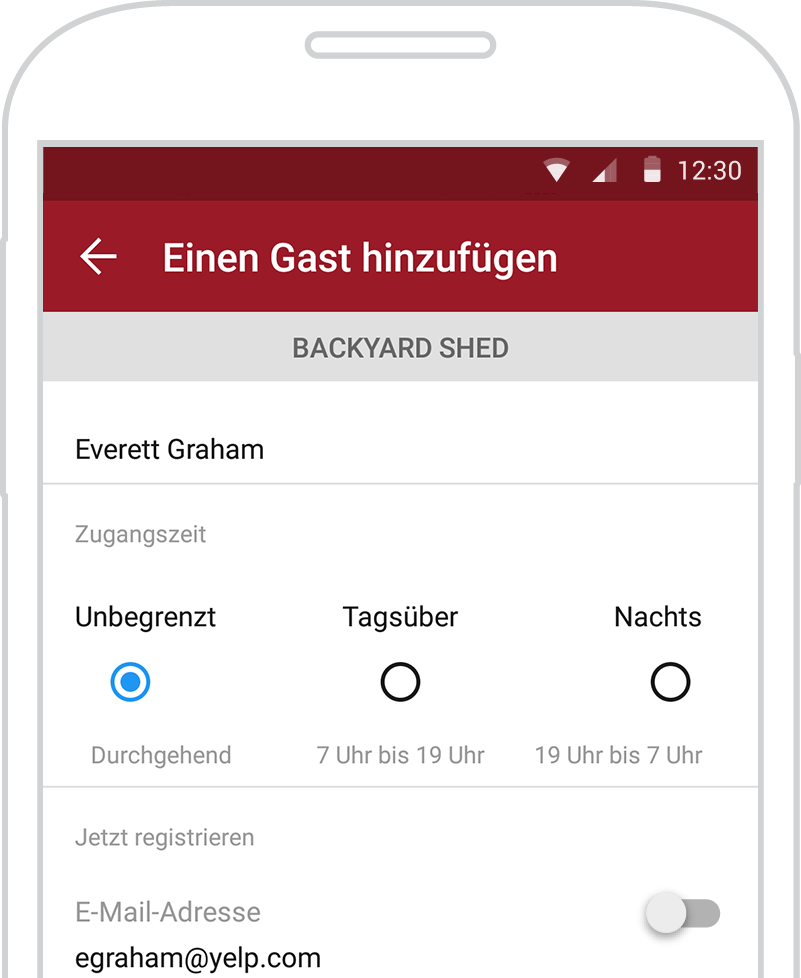 12:30
Einen Gast hinzufügen
BACKYARD SHED
Everett Graham
Zugangszeit
Unbegrenzt Tagsüber Nachts
Durchgehend 7 Uhr bis 19 Uhr 19 Uhr bis 7 Uhr
Jetzt registrieren
E-Mail-Adresse
egraham@yelp.com